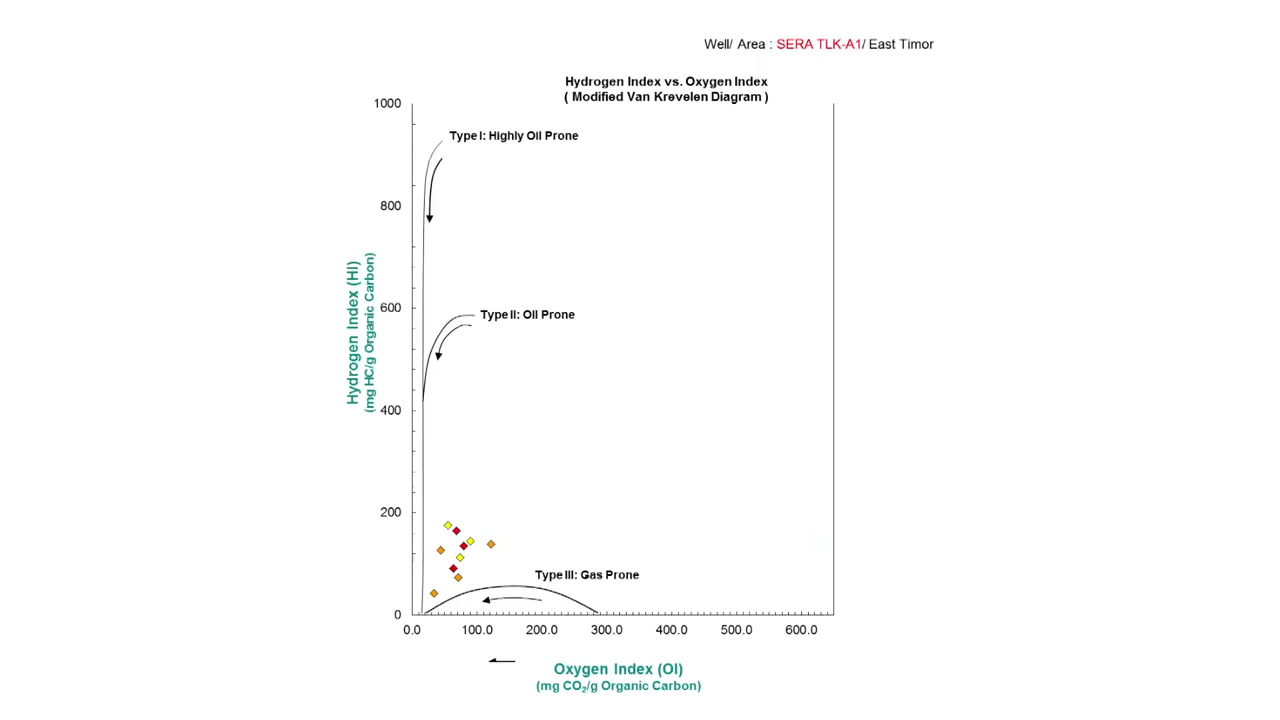 Well/ Area : SERA TLK-A1/ East Timor
Hydrogen Index vs. Oxygen Index
( Modified Van Krevelen Diagram )
1000
Type I: Highly Oil Prone
800
Hydrogen Index (HI)
(mg HC/g Organic Carbon)
600
Type II: Oil Prone
400
200
Type III: Gas Prone
0
0.0 100.0 200.0 300.0 400.0 500.0 600.0
Oxygen Index (OI)
(mg CO₂/g Organic Carbon)